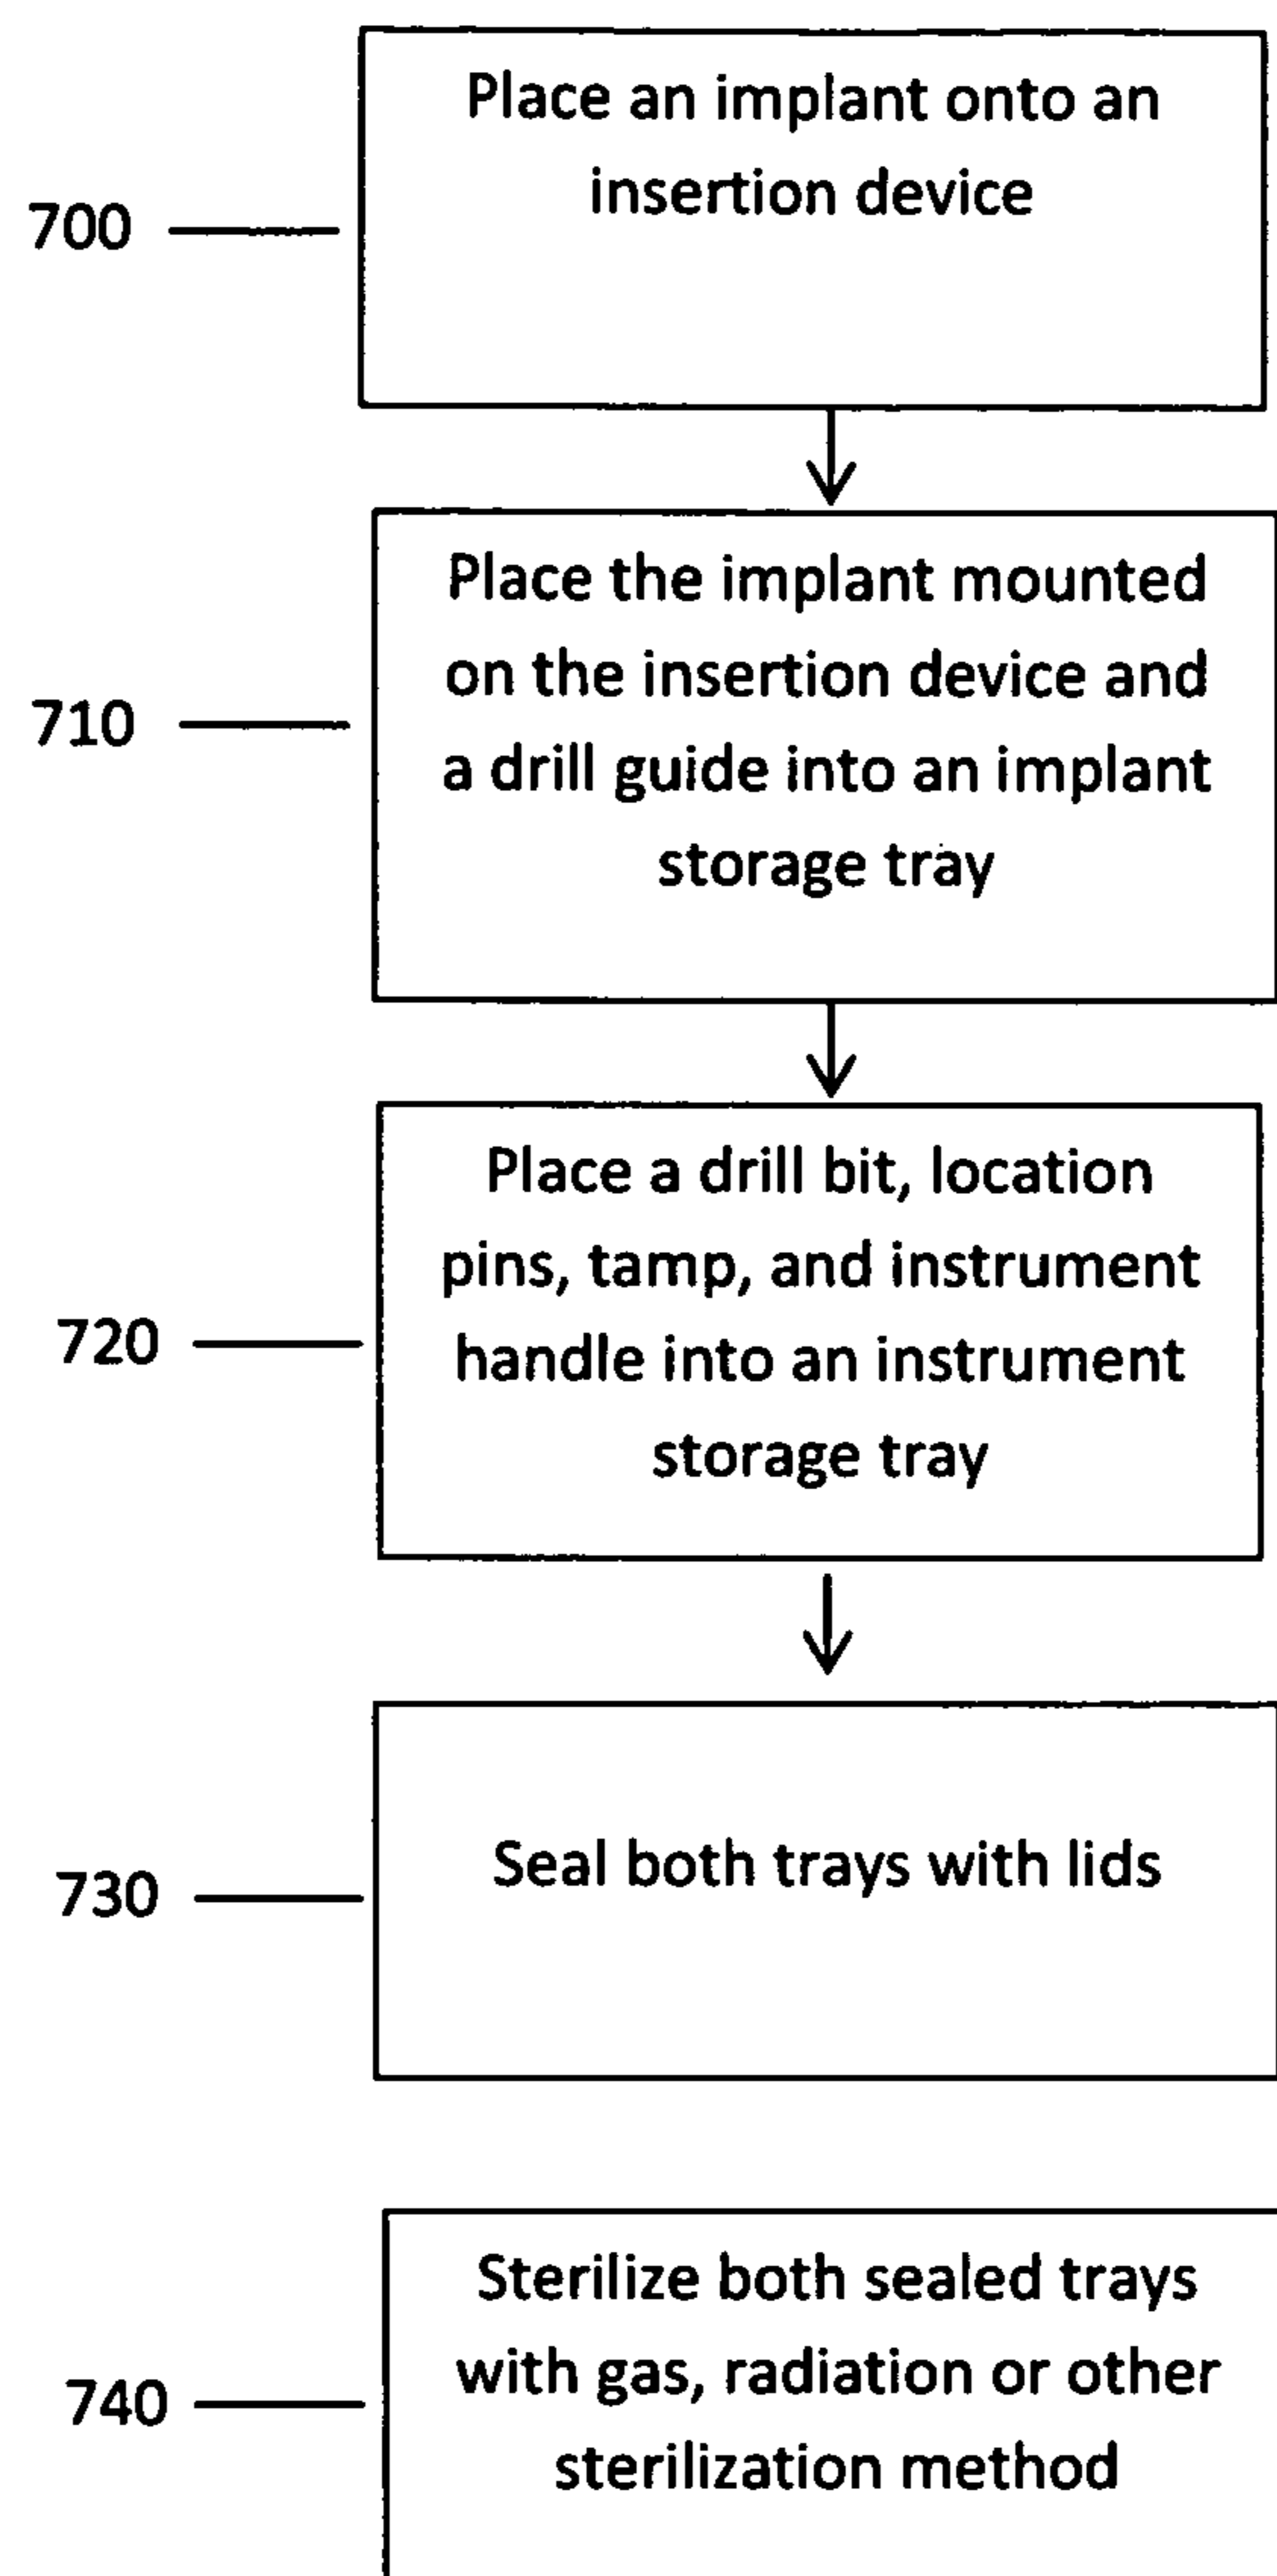 Place an implant onto an
insertion device
700
Place the implant mounted
on the insertion device and
710
a drill guide into an implant
storage tray
Place a drill bit, location
pins, tamp, and instrument
720
handle into an instrument
storage tray
730
Seal both trays with lids
Sterilize both sealed trays
with gas, radiation or other
740
sterilization method